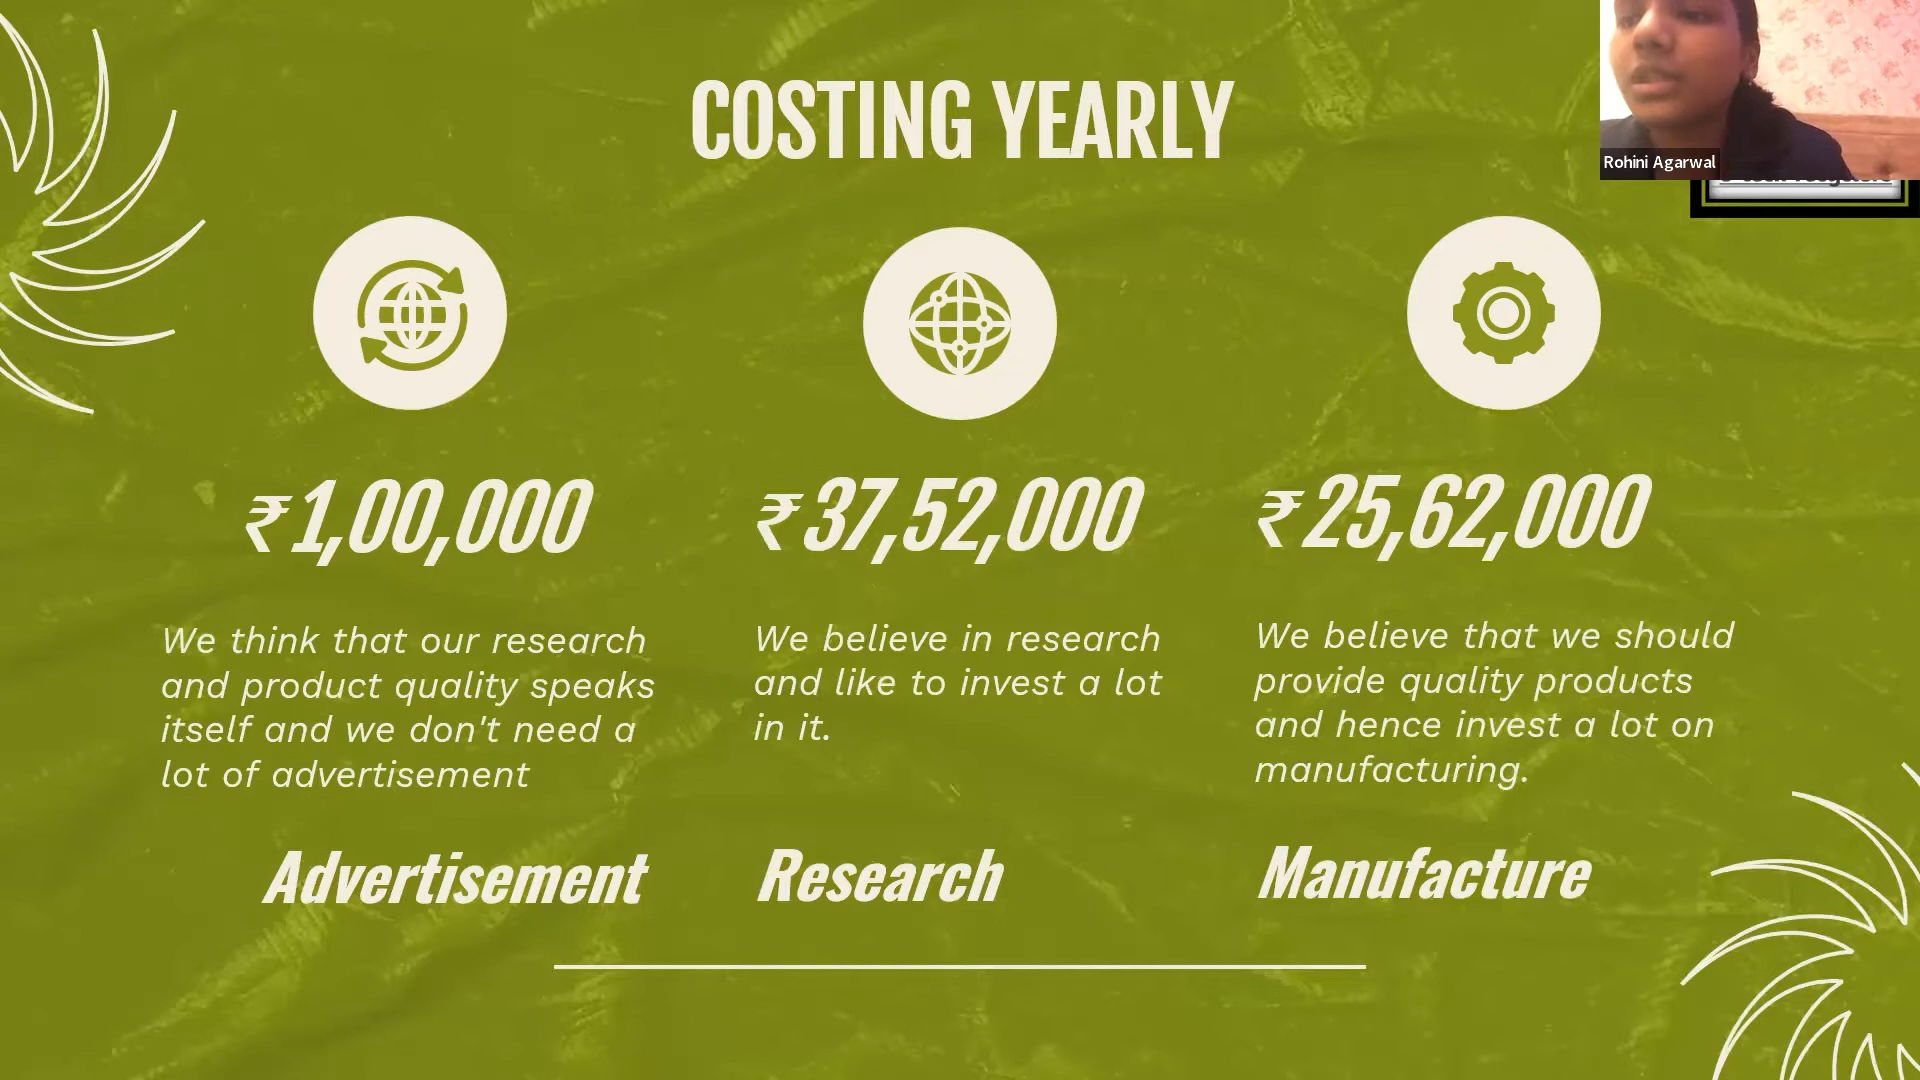 COSTING YEARLY
Rohini Agarwal
₹1,00,000
₹37,52,000
₹25,62,000
We think that our research
and product quality speaks
itself and we don't need a
lot of advertisement
We believe in research
and like to invest a lot
in it.
We believe that we should
provide quality products
and hence invest a lot on
manufacturing.
Advertisement
Research
Manufacture